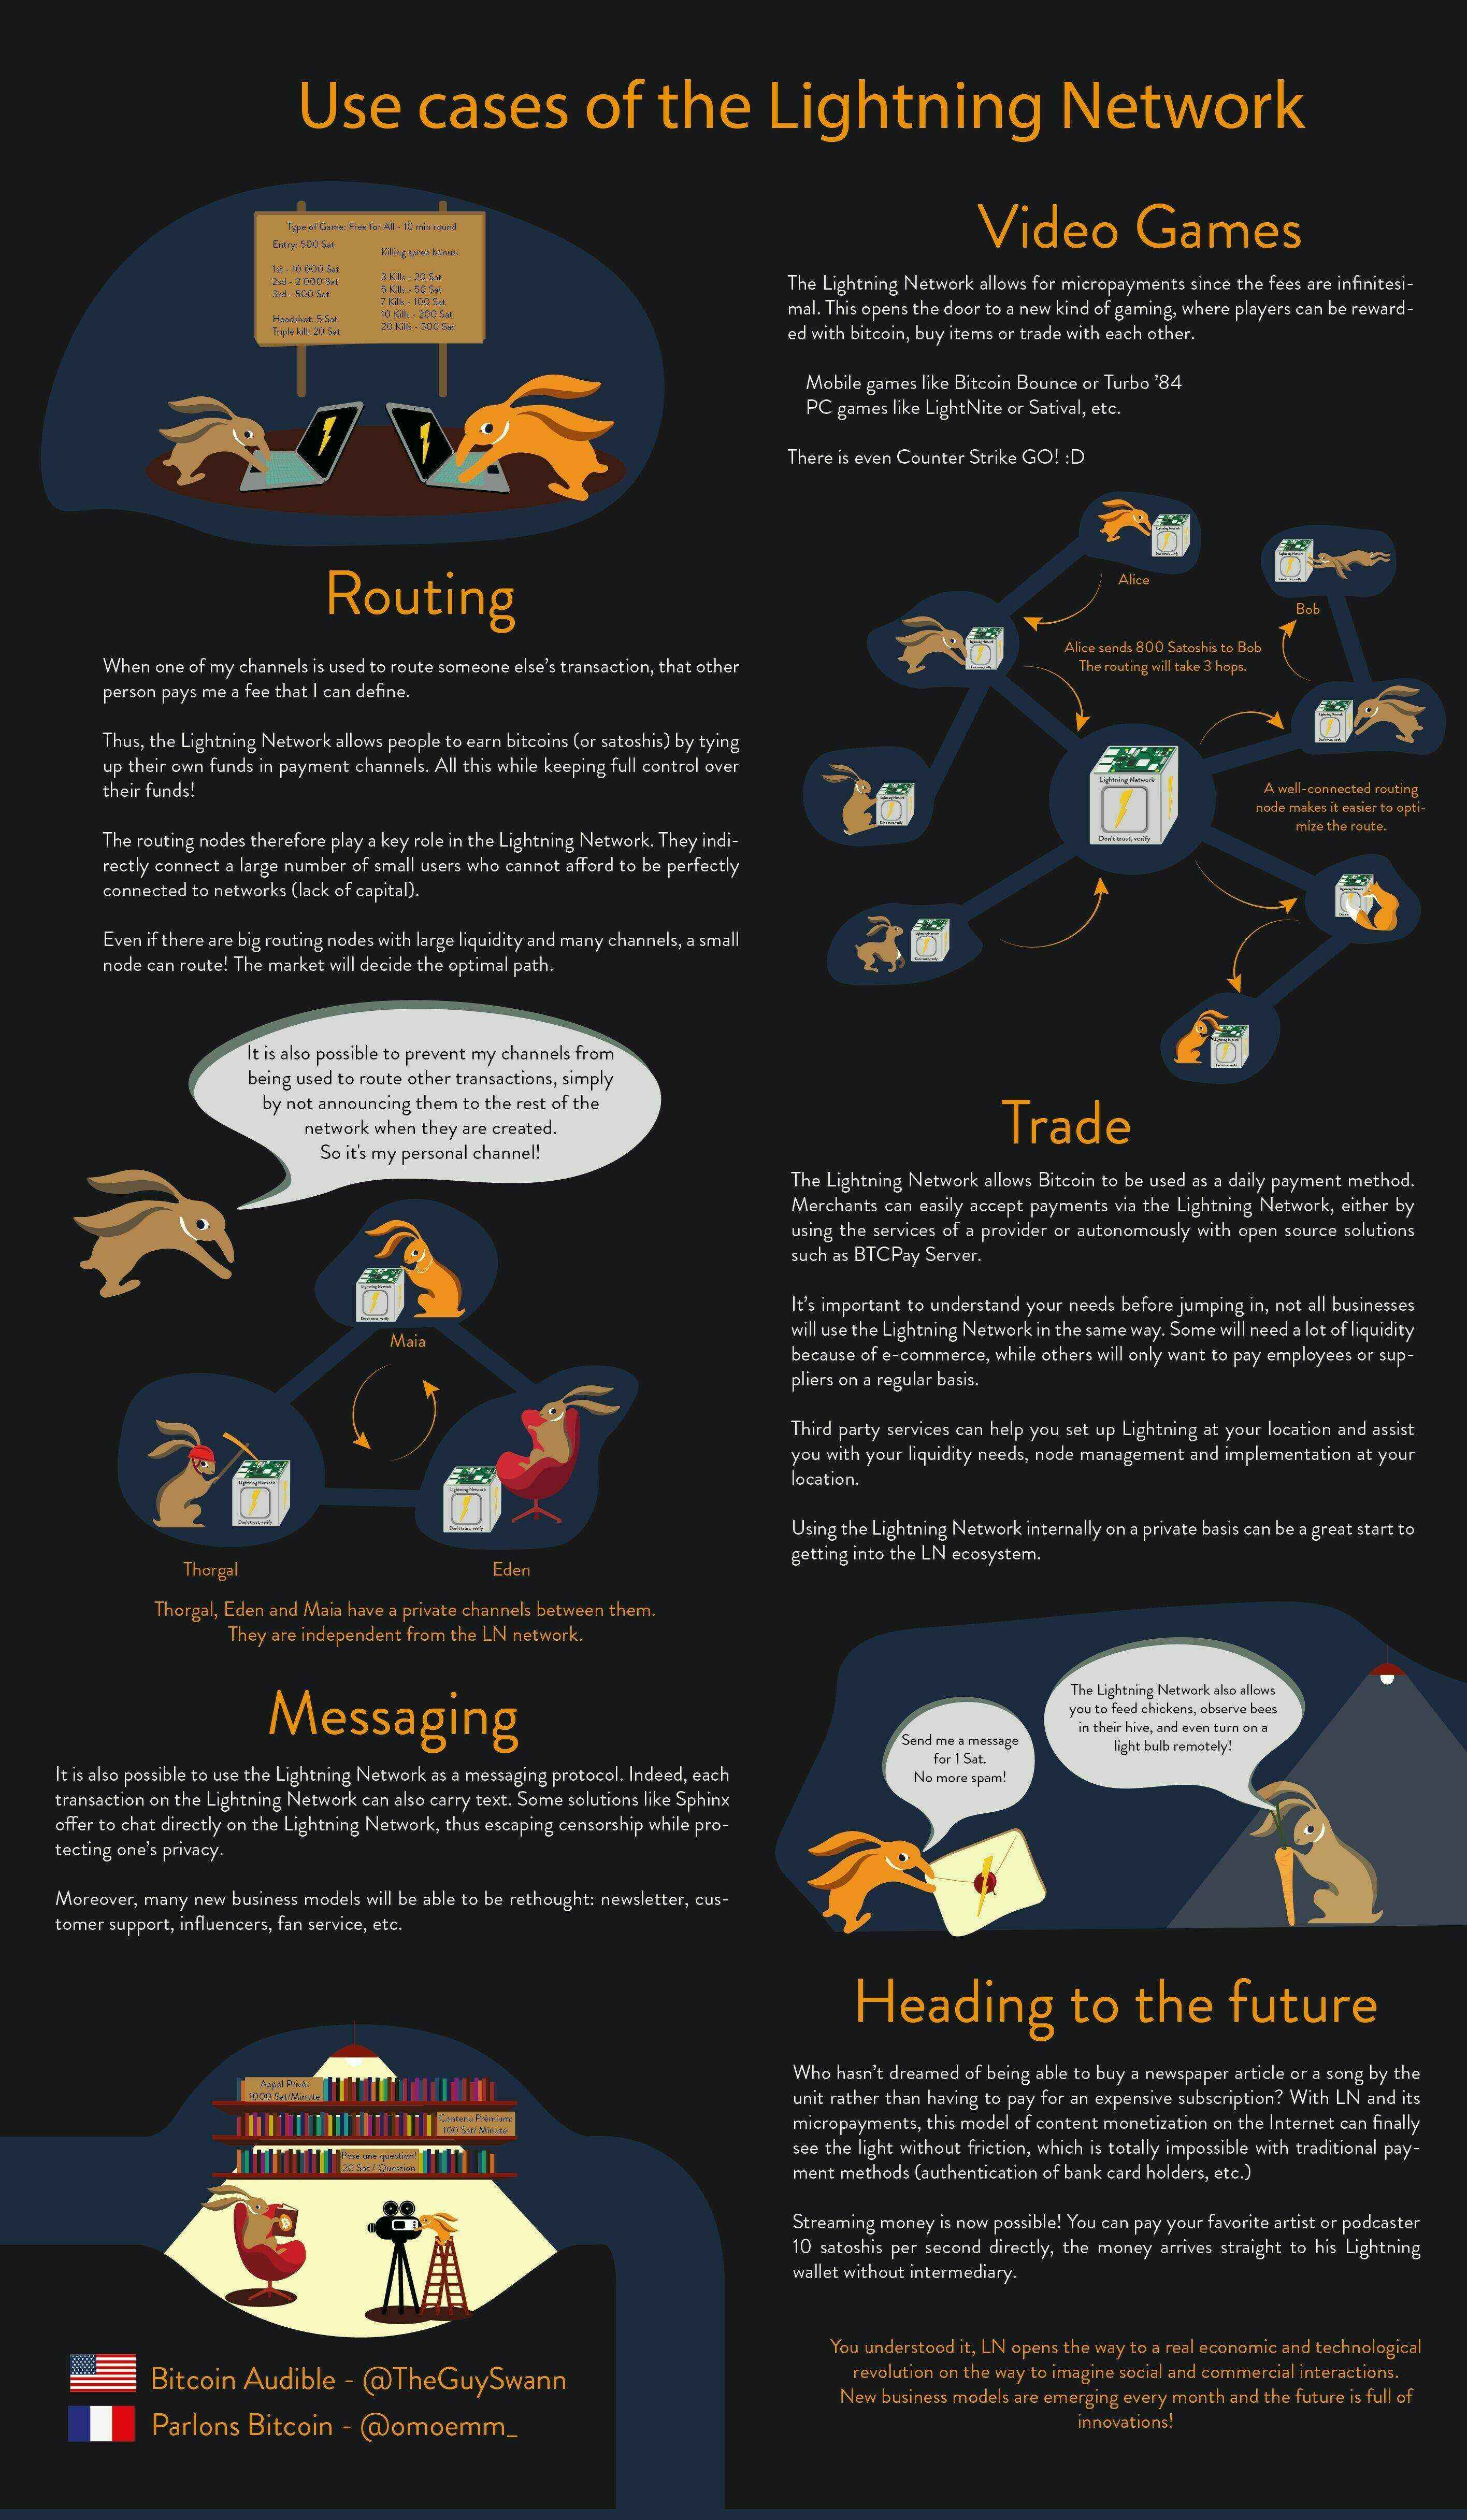 Use cases of the Lightning Network
Type of Game: Free for All - 10 min round
Entry: 500 Sat
1st - 10 000 Sat
2sd - 2 000 Sat
3rd - 500 Sat
Headshot: 5 Sat
Triple kill: 20 Sat
Killing spree bonus:
3 Kills - 20 Sat
5 Kills - 50 Sat
7 Kills - 100 Sat
10 Kills - 200 Sat
20 Kills - 500 Sat
Video Games
The Lightning Network allows for micropayments since the fees are infinitesi-
mal. This opens the door to a new kind of gaming, where players can be reward-
ed with bitcoin, buy items or trade with each other.
Mobile games like Bitcoin Bounce or Turbo ’84
PC games like LightNite or Satival, etc.
There is even Counter Strike GO! :D
Routing
When one of my channels is used to route someone else’s transaction, that other
person pays me a fee that I can define.
Thus, the Lightning Network allows people to earn bitcoins (or satoshis) by tying
up their own funds in payment channels. All this while keeping full control over
their funds!
The routing nodes therefore play a key role in the Lightning Network. They indi-
rectly connect a large number of small users who cannot afford to be perfectly
connected to networks (lack of capital).
Even if there are big routing nodes with large liquidity and many channels, a small
node can route! The market will decide the optimal path.
Alice
Bob
Alice sends 800 Satoshis to Bob
The routing will take 3 hops.
Lightning Network
Don't trust, verify
A well-connected routing
node makes it easier to opti-
mize the route.
It is also possible to prevent my channels from
being used to route other transactions, simply
by not announcing them to the rest of the
network when they are created.
So it's my personal channel!
Lightning Network
Don't trust, verify
Maia
Lightning Network
Don't trust, verify
Lightning Network
Don't trust, verify
Thorgal
Eden
Thorgal, Eden and Maia have a private channels between them.
They are independent from the LN network.
Trade
The Lightning Network allows Bitcoin to be used as a daily payment method.
Merchants can easily accept payments via the Lightning Network, either by
using the services of a provider or autonomously with open source solutions
such as BTCPay Server.
It’s important to understand your needs before jumping in, not all businesses
will use the Lightning Network in the same way. Some will need a lot of liquidity
because of e-commerce, while others will only want to pay employees or sup-
pliers on a regular basis.
Third party services can help you set up Lightning at your location and assist
you with your liquidity needs, node management and implementation at your
location.
Using the Lightning Network internally on a private basis can be a great start to
getting into the LN ecosystem.
Messaging
It is also possible to use the Lightning Network as a messaging protocol. Indeed, each
transaction on the Lightning Network can also carry text. Some solutions like Sphinx
offer to chat directly on the Lightning Network, thus escaping censorship while pro-
tecting one’s privacy.
Moreover, many new business models will be able to be rethought: newsletter, cus-
tomer support, influencers, fan service, etc.
Send me a message
for 1 Sat.
No more spam!
The Lightning Network also allows
you to feed chickens, observe bees
in their hive, and even turn on a
light bulb remotely!
Heading to the future
Who hasn’t dreamed of being able to buy a newspaper article or a song by the
unit rather than having to pay for an expensive subscription? With LN and its
micropayments, this model of content monetization on the Internet can finally
see the light without friction, which is totally impossible with traditional pay-
ment methods (authentication of bank card holders, etc.)
Streaming money is now possible! You can pay your favorite artist or podcaster
10 satoshis per second directly, the money arrives straight to his Lightning
wallet without intermediary.
You understood it, LN opens the way to a real economic and technological
revolution on the way to imagine social and commercial interactions.
New business models are emerging every month and the future is full of
innovations!
Appel Privé:
1000 Sat/Minute
Contenu Prémium:
100 Sat/ Minute
Pose une question!
20 Sat / Question
Bitcoin Audible - @TheGuySwann
Parlons Bitcoin - @omoemm_